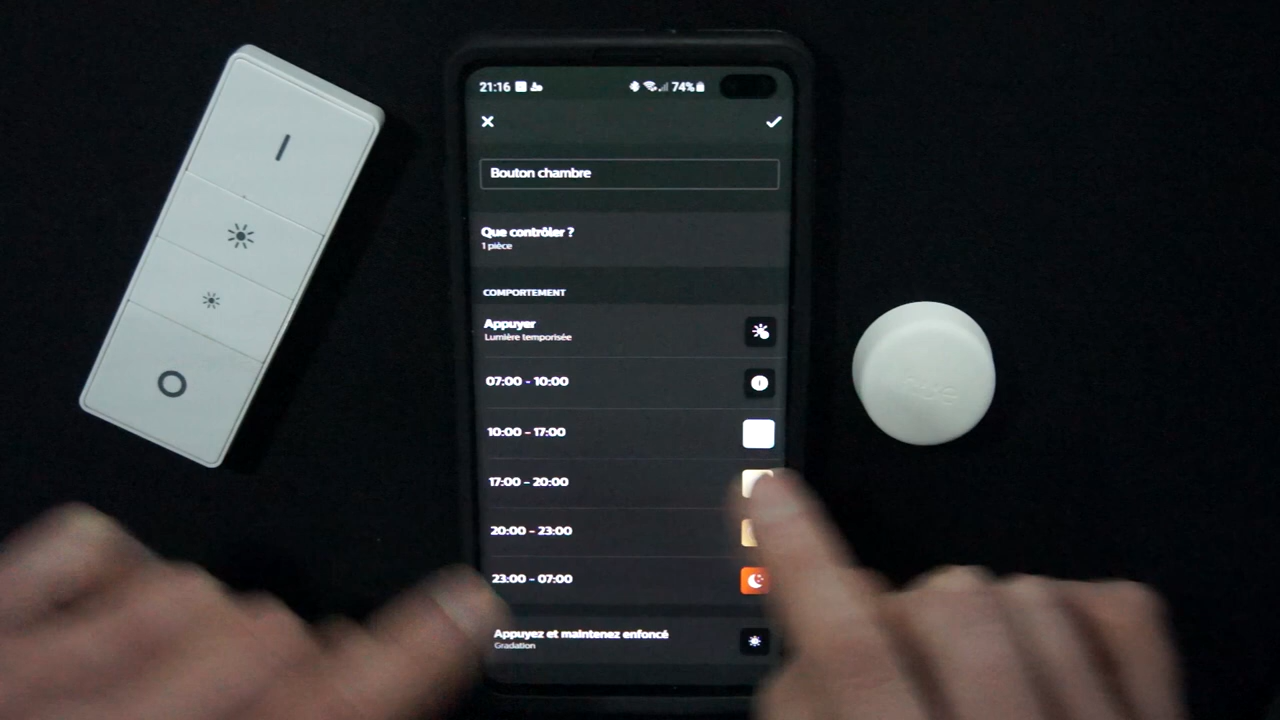 21:16 74%
Bouton chambre
Que contrôler ?
1 pièce
COMPORTEMENT
Appuyer
Lumière temporisée
07:00 - 10:00
10:00 - 17:00
17:00 - 20:00
20:00 - 23:00
23:00 - 07:00
Appuyez et maintenez enfoncé
Gradation
hue